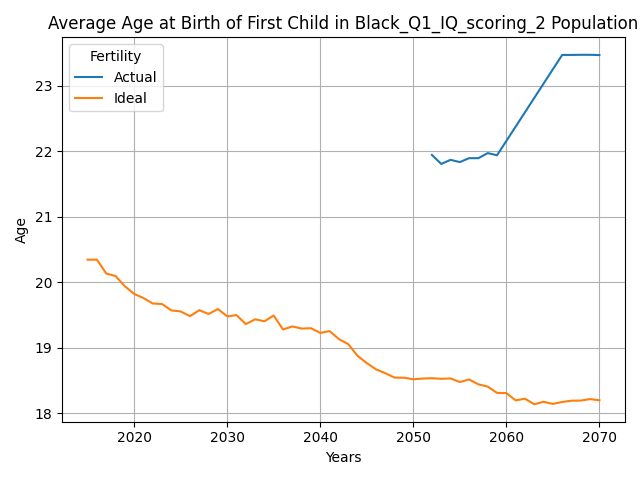 Average Age at Birth of First Child in Black_Q1_IQ_scoring_2 Population
Fertility
Actual
Ideal
23
22
21
20
19
18
Age
2020 2030 2040 2050 2060 2070
Years